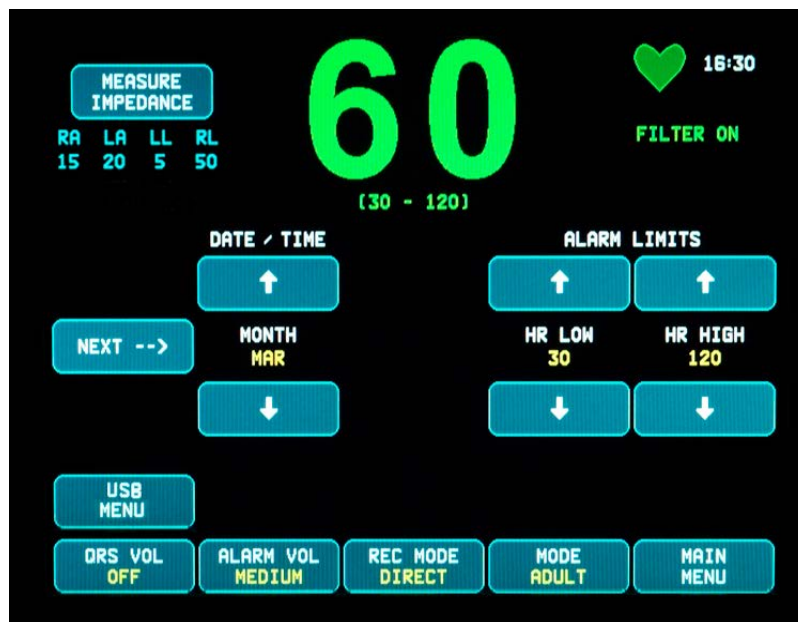 MEASURE
IMPEDANCE
RA LA LL RL
15 20 5 50
60
(30 - 120)
16:30
FILTER ON
DATE / TIME
ALARM LIMITS
NEXT -->
MONTH
MAR
HR LOW
30
HR HIGH
120
USB
MENU
QRS VOL
OFF
ALARM VOL
MEDIUM
REC MODE
DIRECT
MODE
ADULT
MAIN
MENU